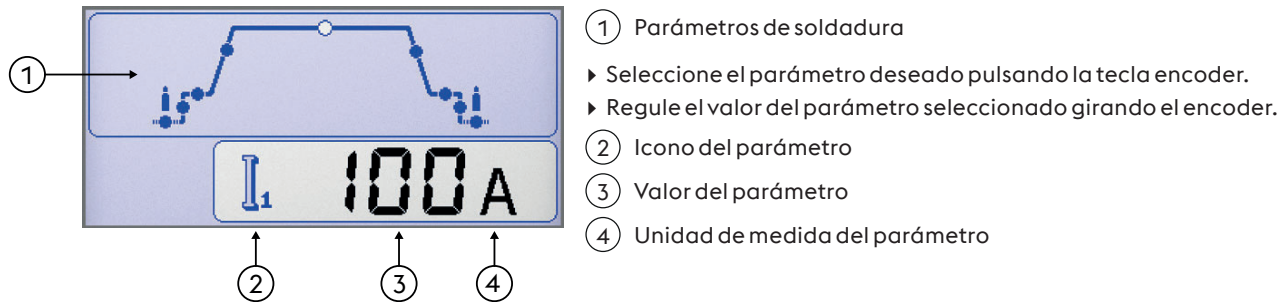 1 Parámetros de soldadura
1
▸ Seleccione el parámetro deseado pulsando la tecla encoder.
▸ Regule el valor del parámetro seleccionado girando el encoder.
2 Icono del parámetro
I1 100 A
3 Valor del parámetro
4 Unidad de medida del parámetro
2 3 4